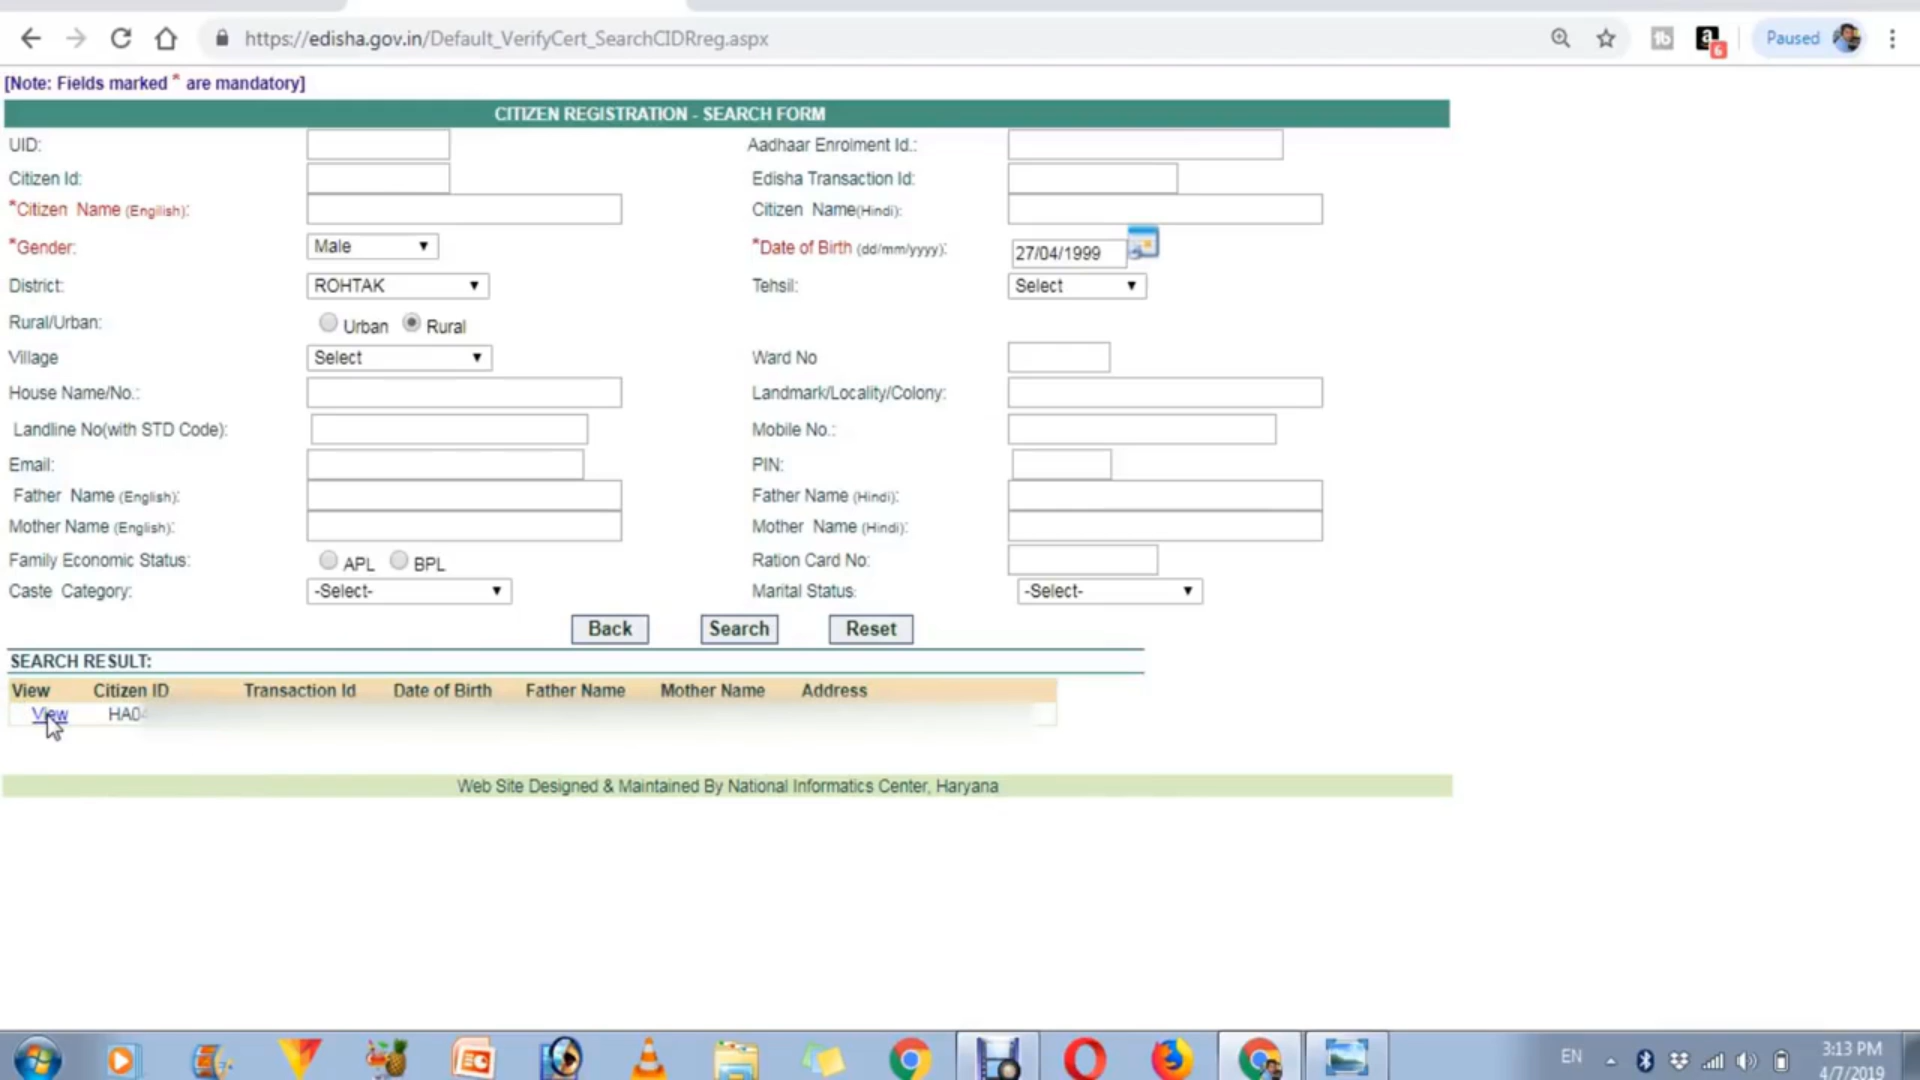 https://edisha.gov.in/Default_VerifyCert_SearchCIDRreg.aspx
Paused
6
[Note: Fields marked * are mandatory]
CITIZEN REGISTRATION - SEARCH FORM
UID: Aadhaar Enrolment Id.:
Citizen Id: Edisha Transaction Id:
*Citizen Name (Engilish): Citizen Name(Hindi):
*Gender: Male *Date of Birth (dd/mm/yyyy): 27/04/1999
District: ROHTAK Tehsil: Select
Rural/Urban: Urban Rural
Village Select Ward No
House Name/No.: Landmark/Locality/Colony:
Landline No(with STD Code): Mobile No.:
Email: PIN:
Father Name (English): Father Name (Hindi):
Mother Name (English): Mother Name (Hindi):
Family Economic Status: APL BPL Ration Card No:
Caste Category: -Select- Marital Status: -Select-
Back Search Reset
SEARCH RESULT:
View Citizen ID Transaction Id Date of Birth Father Name Mother Name Address
View HA04
Web Site Designed & Maintained By National Informatics Center, Haryana
EN
3:13 PM
4/7/2019